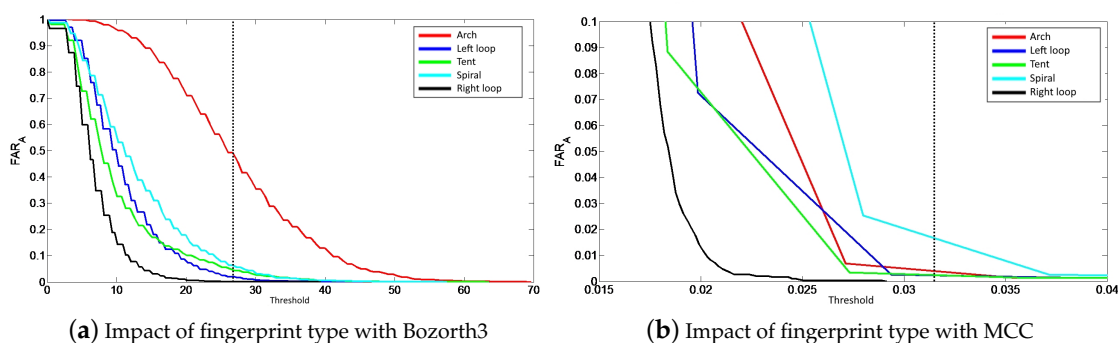 1
0.9
0.8
0.7
0.6
0.5
0.4
0.3
0.2
0.1
0
FAR_A
0 10 20 30 40 50 60 70
Threshold
Arch
Left loop
Tent
Spiral
Right loop
(a) Impact of fingerprint type with Bozorth3
0.1
0.09
0.08
0.07
0.06
0.05
0.04
0.03
0.02
0.01
0
FAR_A
0.015 0.02 0.025 0.03 0.035 0.04
Threshold
Arch
Left loop
Tent
Spiral
Right loop
(b) Impact of fingerprint type with MCC